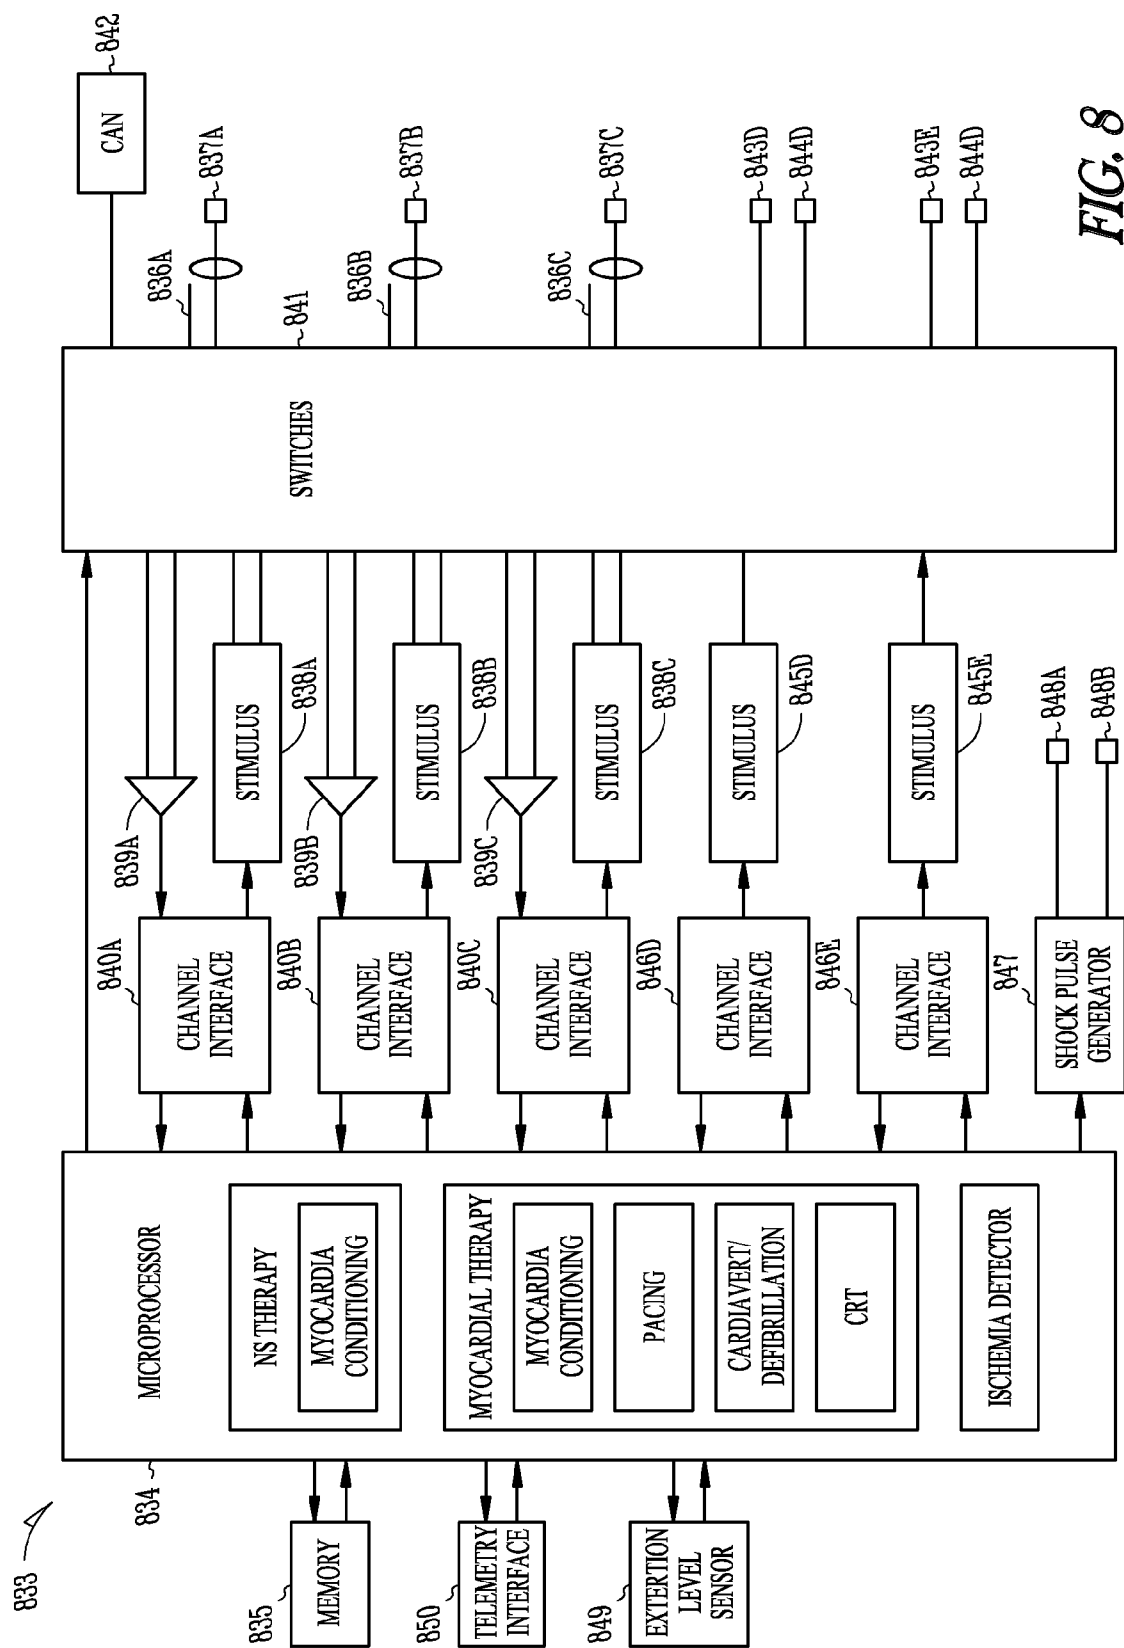 833
834
MICROPROCESSOR
NS THERAPY
MYOCARDIA
CONDITIONING
MYOCARDIAL THERAPY
MYOCARDIA
CONDITIONING
PACING
CARDIAVERT/
DEFIBRILLATION
CRT
ISCHEMIA DETECTOR
835
MEMORY
850
TELEMETRY
INTERFACE
849
EXTERTION
LEVEL
SENSOR
840A
CHANNEL
INTERFACE
839A
STIMULUS
838A
840B
CHANNEL
INTERFACE
839B
STIMULUS
838B
840C
CHANNEL
INTERFACE
839C
STIMULUS
838C
846D
CHANNEL
INTERFACE
STIMULUS
845D
846E
CHANNEL
INTERFACE
STIMULUS
845E
847
SHOCK PULSE
GENERATOR
848A
848B
SWITCHES
841
CAN
842
836A
837A
836B
837B
836C
837C
843D
844D
843E
844D
FIG. 8